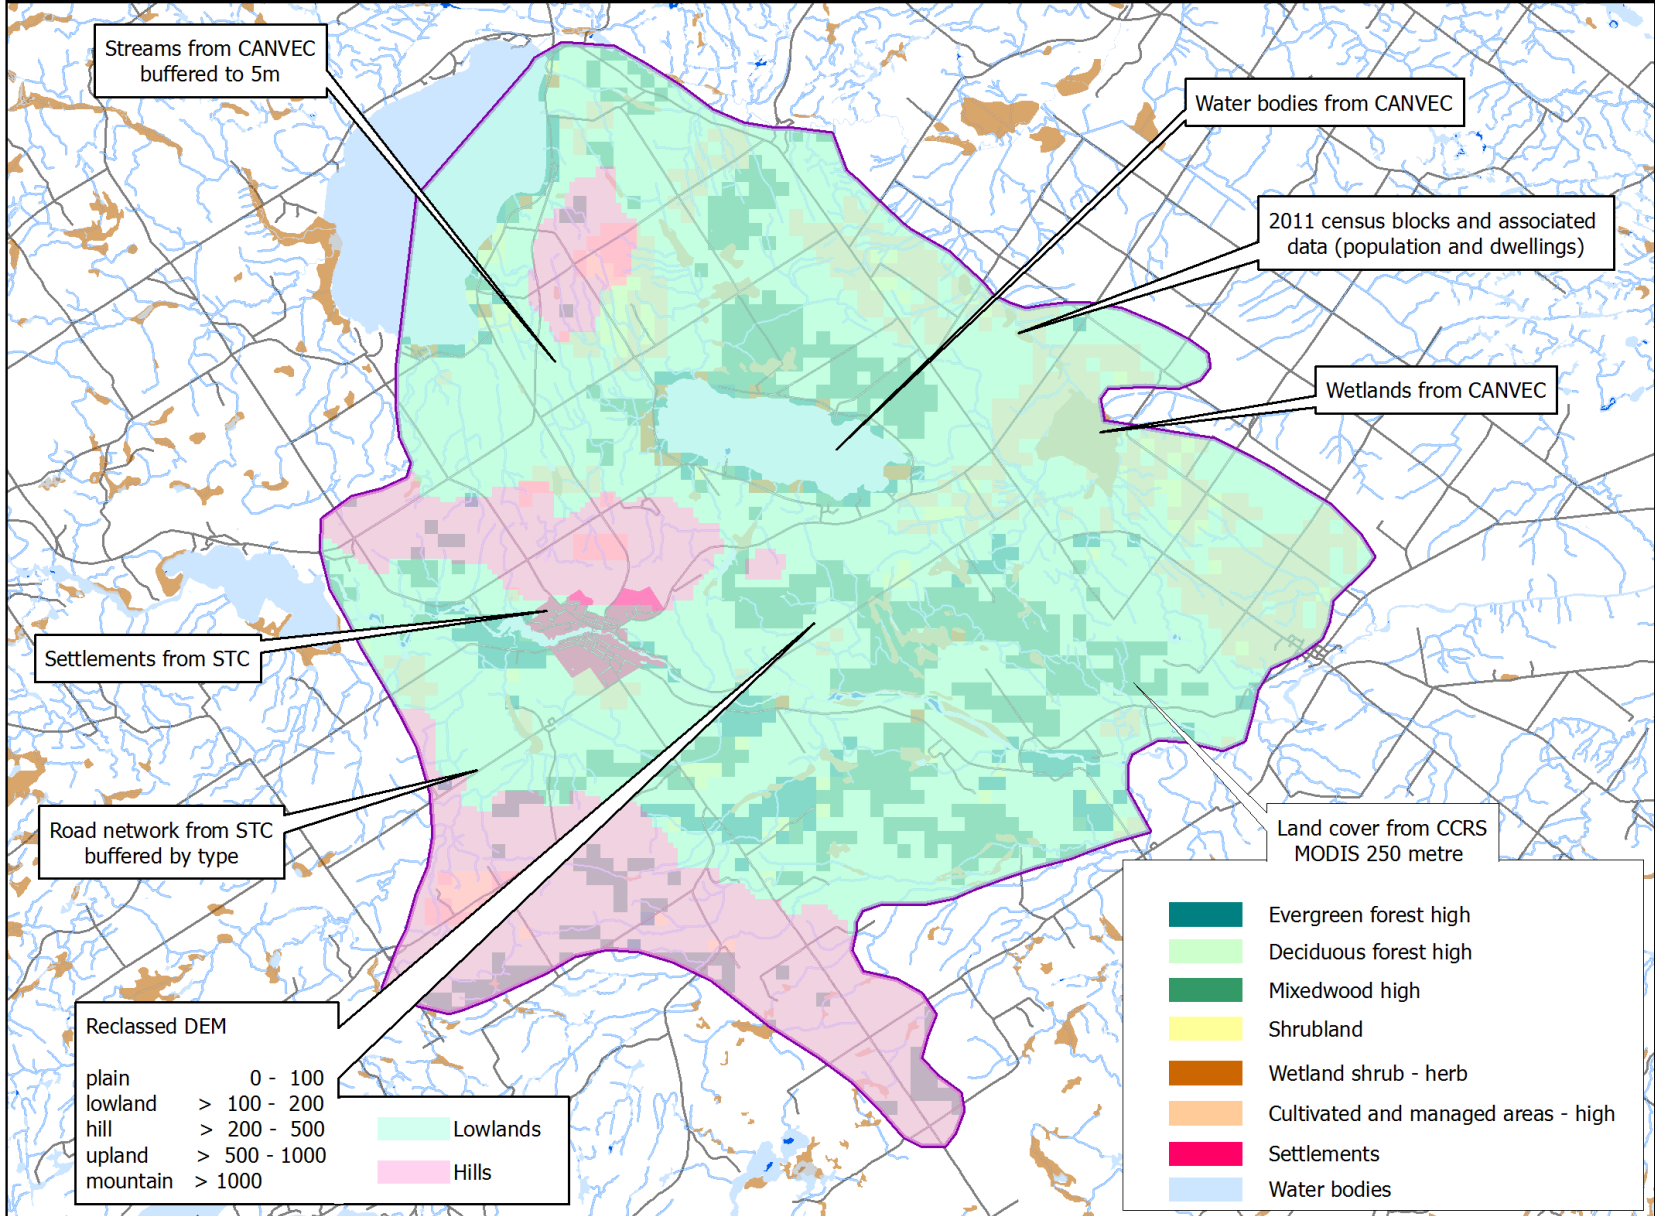 Streams from CANVEC
buffered to 5m
Water bodies from CANVEC
2011 census blocks and associated
data (population and dwellings)
Wetlands from CANVEC
Settlements from STC
Road network from STC
buffered by type
Land cover from CCRS
MODIS 250 metre
Evergreen forest high
Deciduous forest high
Mixedwood high
Shrubland
Wetland shrub - herb
Cultivated and managed areas - high
Settlements
Water bodies
Reclassed DEM
plain 0 - 100
lowland > 100 - 200
hill > 200 - 500
upland > 500 - 1000
mountain > 1000
Lowlands
Hills